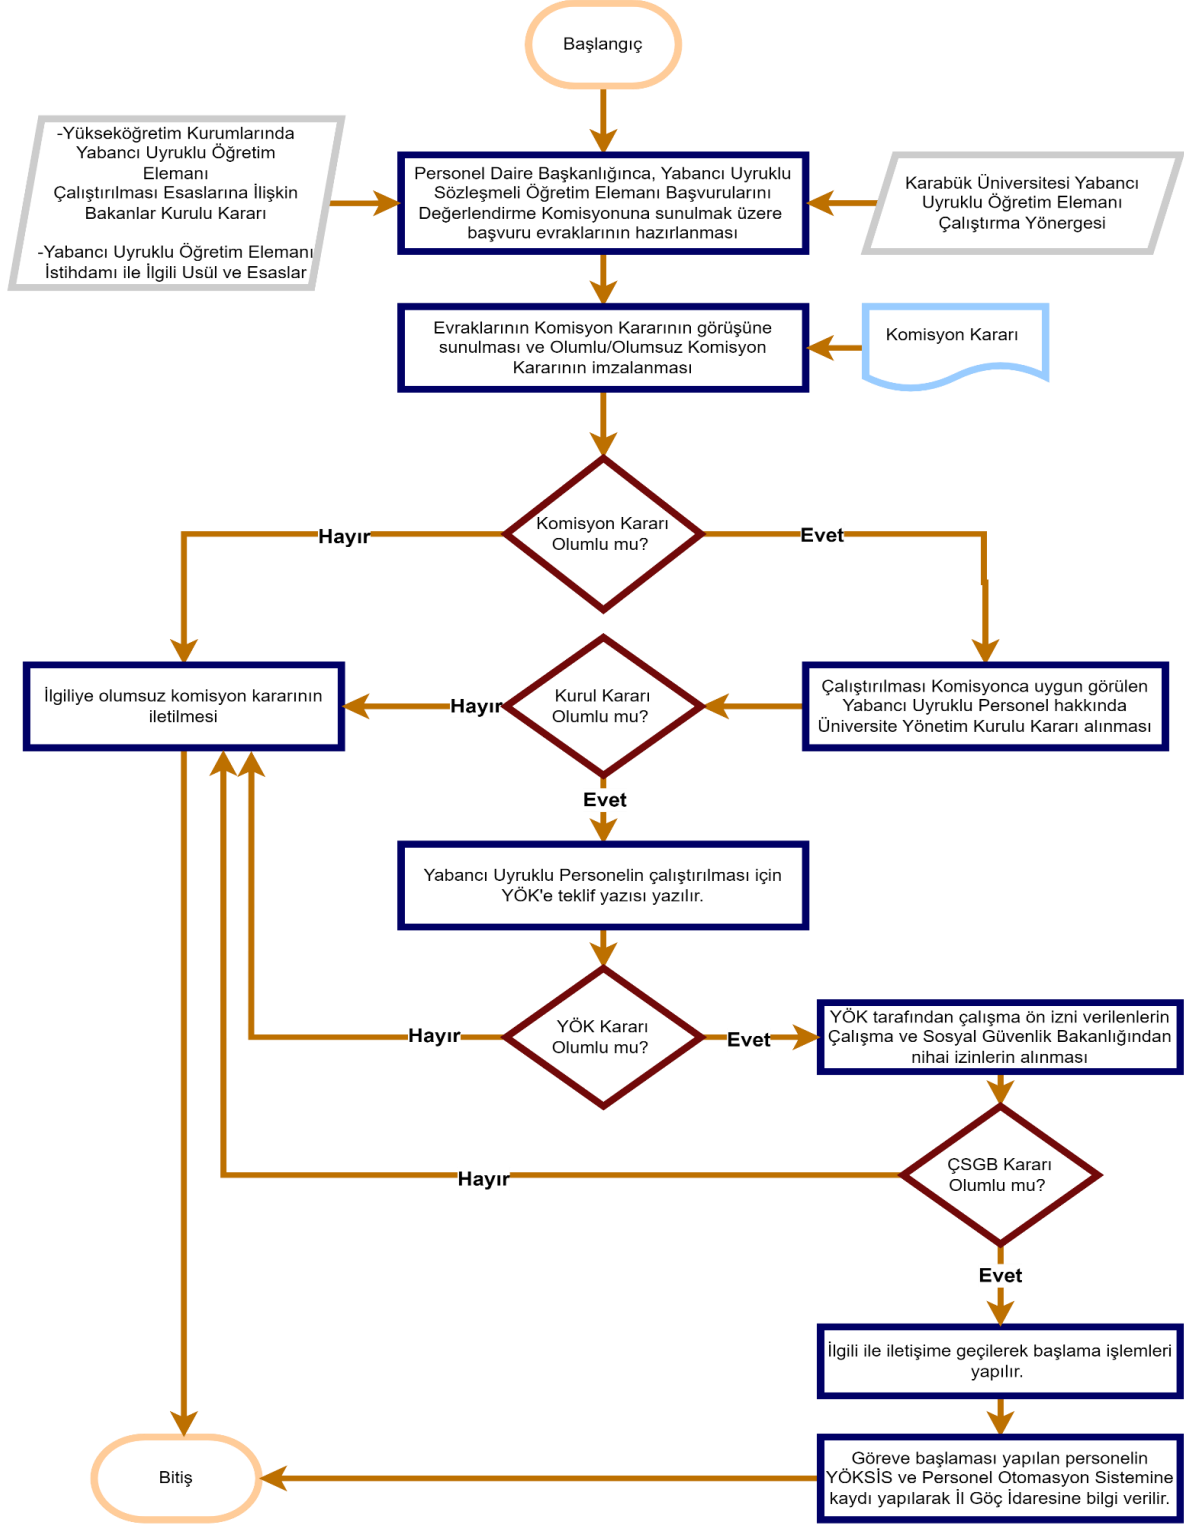 Başlangıç
-Yükseköğretim Kurumlarında
Yabancı Uyruklu Öğretim
Elemanı
Çalıştırılması Esaslarına İlişkin
Bakanlar Kurulu Kararı
-Yabancı Uyruklu Öğretim Elemanı
İstihdamı ile İlgili Usül ve Esaslar
Personel Daire Başkanlığınca, Yabancı Uyruklu
Sözleşmeli Öğretim Elemanı Başvurularını
Değerlendirme Komisyonuna sunulmak üzere
başvuru evraklarının hazırlanması
Karabük Üniversitesi Yabancı
Uyruklu Öğretim Elemanı
Çalıştırma Yönergesi
Evraklarının Komisyon Kararının görüşüne
sunulması ve Olumlu/Olumsuz Komisyon
Kararının imzalanması
Komisyon Kararı
Komisyon Kararı
Olumlu mu?
Hayır
Evet
İlgiliye olumsuz komisyon kararının
iletilmesi
Hayır
Kurul Kararı
Olumlu mu?
Çalıştırılması Komisyonca uygun görülen
Yabancı Uyruklu Personel hakkında
Üniversite Yönetim Kurulu Kararı alınması
Evet
Yabancı Uyruklu Personelin çalıştırılması için
YÖK'e teklif yazısı yazılır.
Hayır
YÖK Kararı
Olumlu mu?
Evet
YÖK tarafından çalışma ön izni verilenlerin
Çalışma ve Sosyal Güvenlik Bakanlığından
nihai izinlerin alınması
Hayır
ÇSGB Kararı
Olumlu mu?
Evet
İlgili ile iletişime geçilerek başlama işlemleri
yapılır.
Bitiş
Göreve başlaması yapılan personelin
YÖKSİS ve Personel Otomasyon Sistemine
kaydı yapılarak İl Göç İdaresine bilgi verilir.